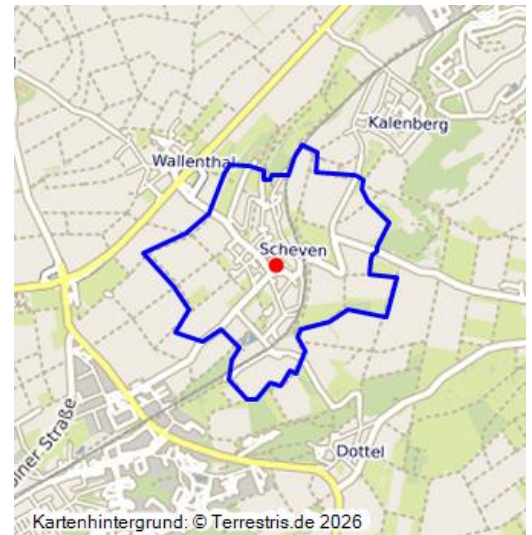 Kalenberg
Wallenthal
Scheven
Dottel
Kartenhintergrund: © Terrestris.de 2026